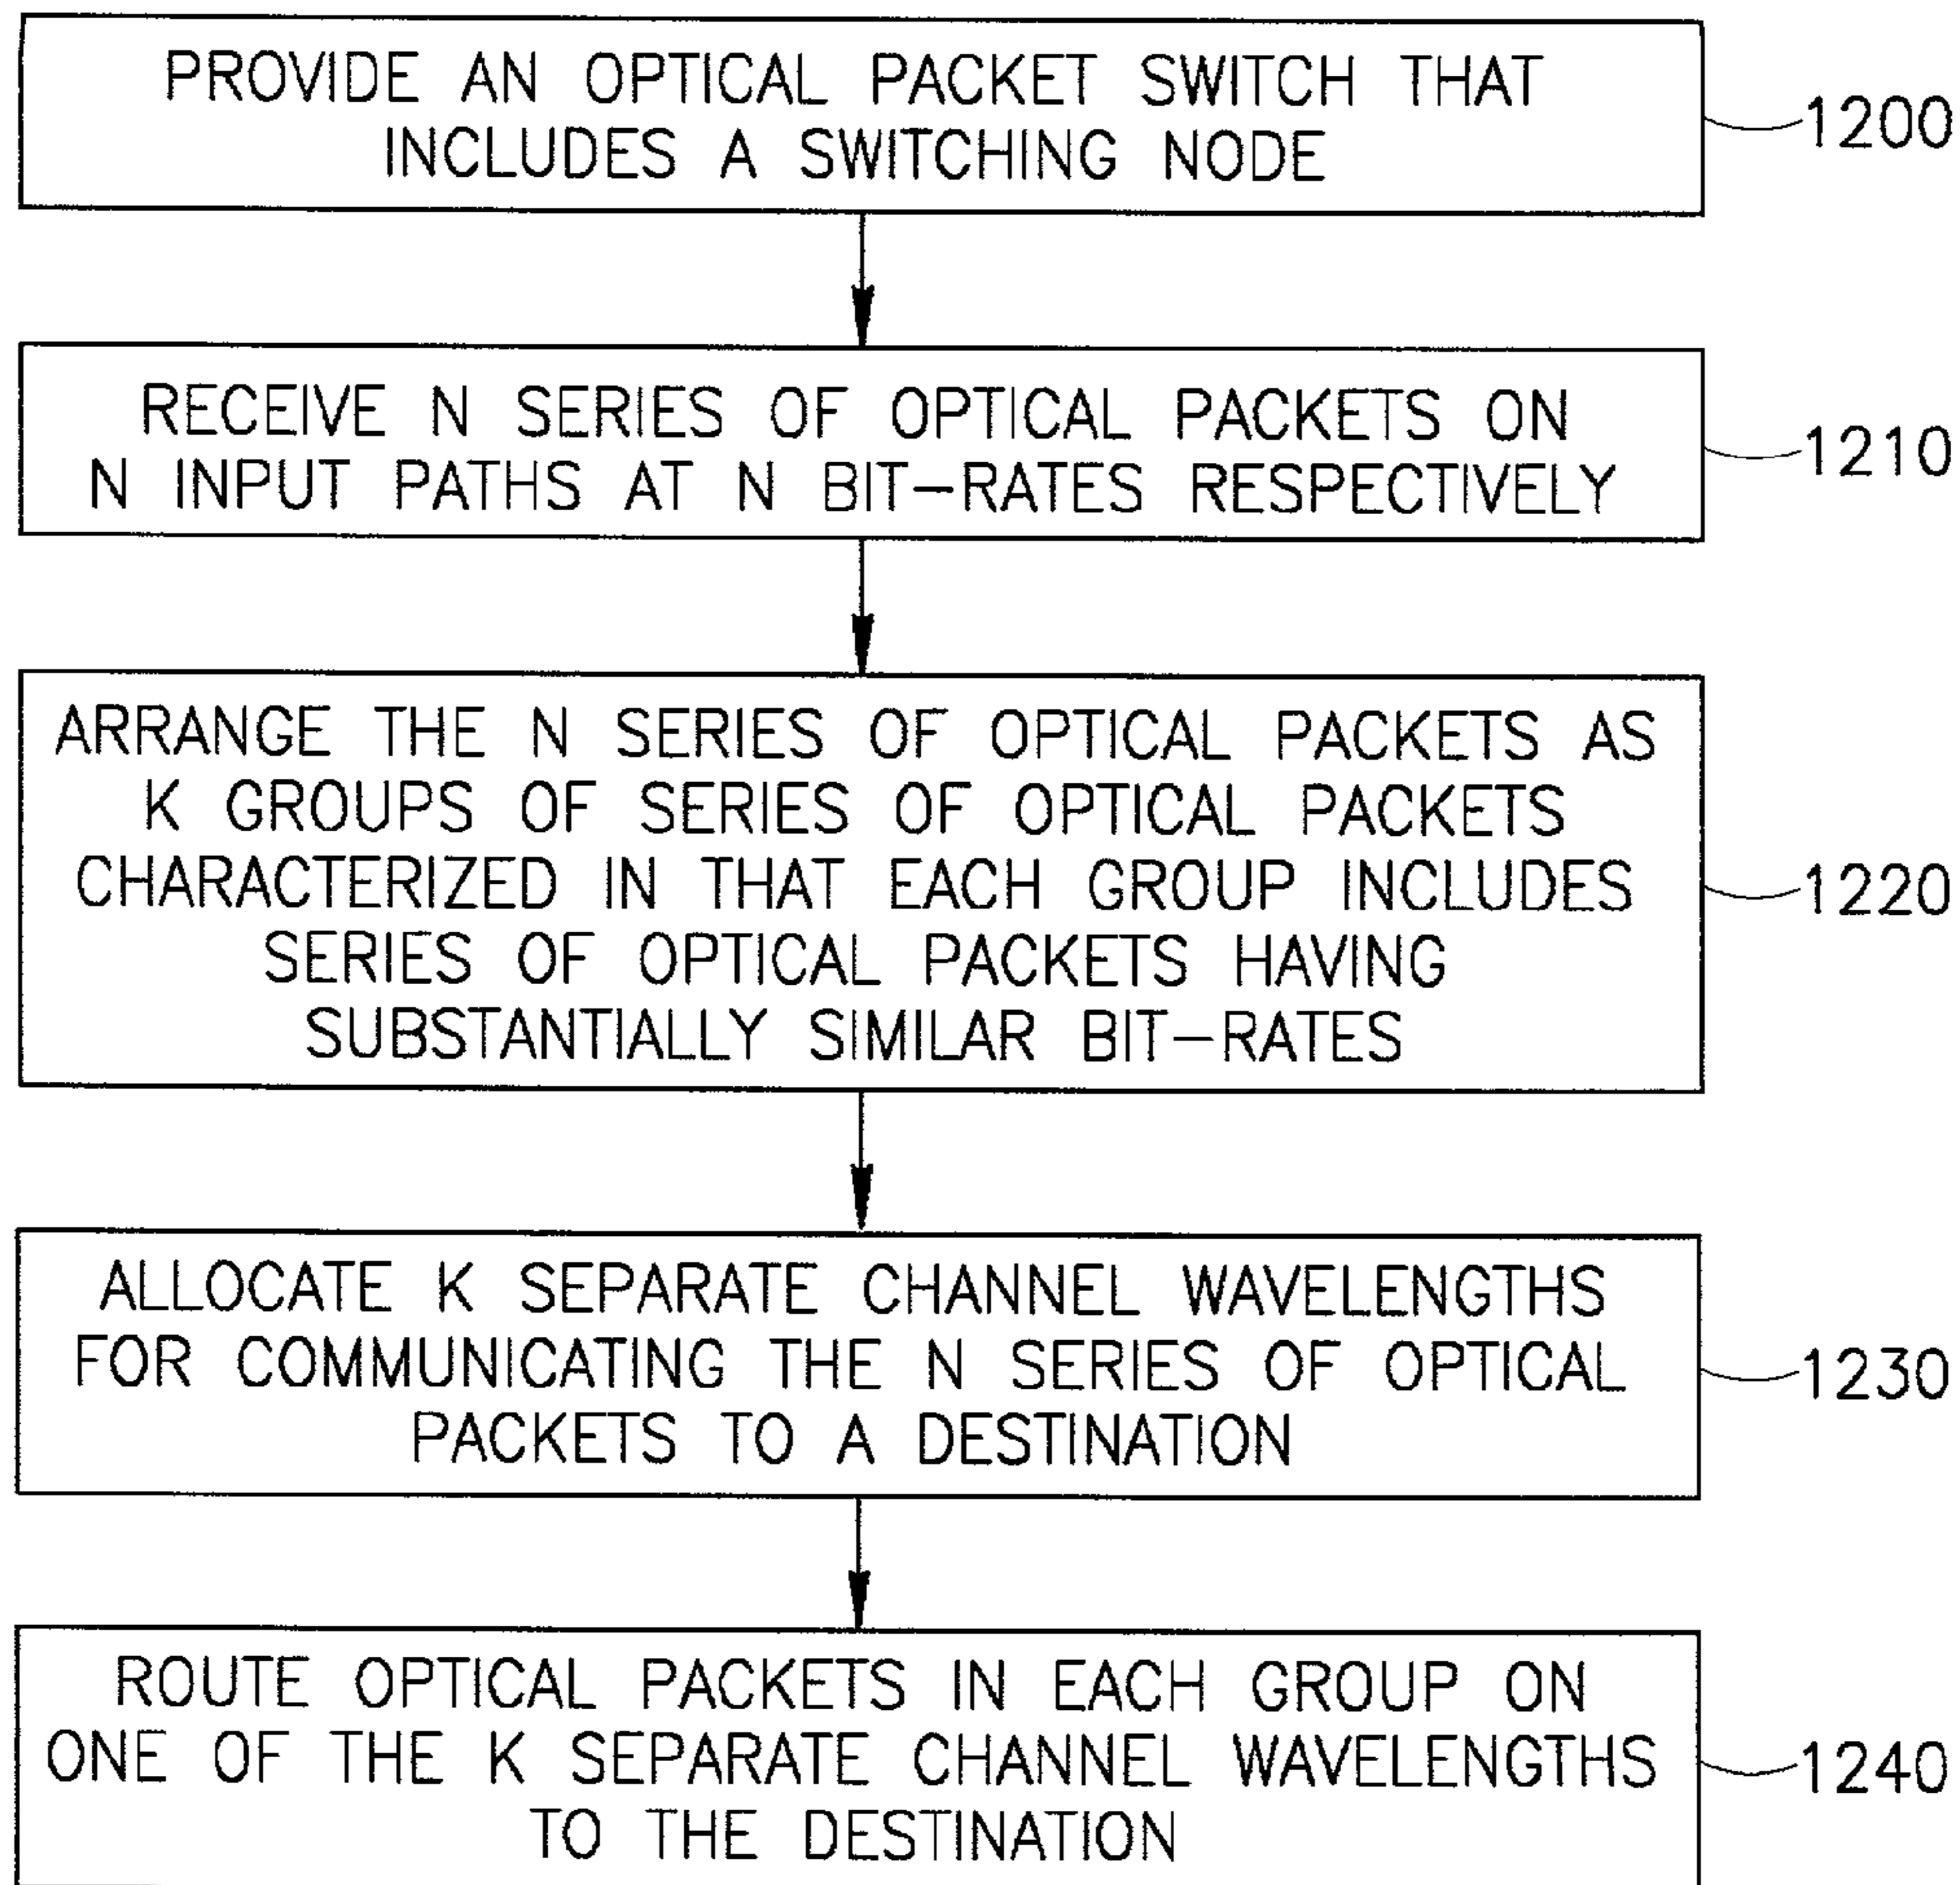 PROVIDE AN OPTICAL PACKET SWITCH THAT
INCLUDES A SWITCHING NODE
1200
RECEIVE N SERIES OF OPTICAL PACKETS ON
N INPUT PATHS AT N BIT-RATES RESPECTIVELY
1210
ARRANGE THE N SERIES OF OPTICAL PACKETS AS
K GROUPS OF SERIES OF OPTICAL PACKETS
CHARACTERIZED IN THAT EACH GROUP INCLUDES
SERIES OF OPTICAL PACKETS HAVING
SUBSTANTIALLY SIMILAR BIT-RATES
1220
ALLOCATE K SEPARATE CHANNEL WAVELENGTHS
FOR COMMUNICATING THE N SERIES OF OPTICAL
PACKETS TO A DESTINATION
1230
ROUTE OPTICAL PACKETS IN EACH GROUP ON
ONE OF THE K SEPARATE CHANNEL WAVELENGTHS
TO THE DESTINATION
1240